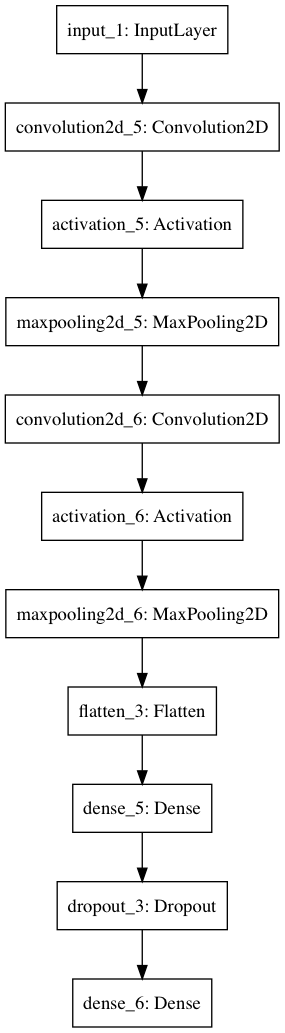 input_1: InputLayer
convolution2d_5: Convolution2D
activation_5: Activation
maxpooling2d_5: MaxPooling2D
convolution2d_6: Convolution2D
activation_6: Activation
maxpooling2d_6: MaxPooling2D
flatten_3: Flatten
dense_5: Dense
dropout_3: Dropout
dense_6: Dense